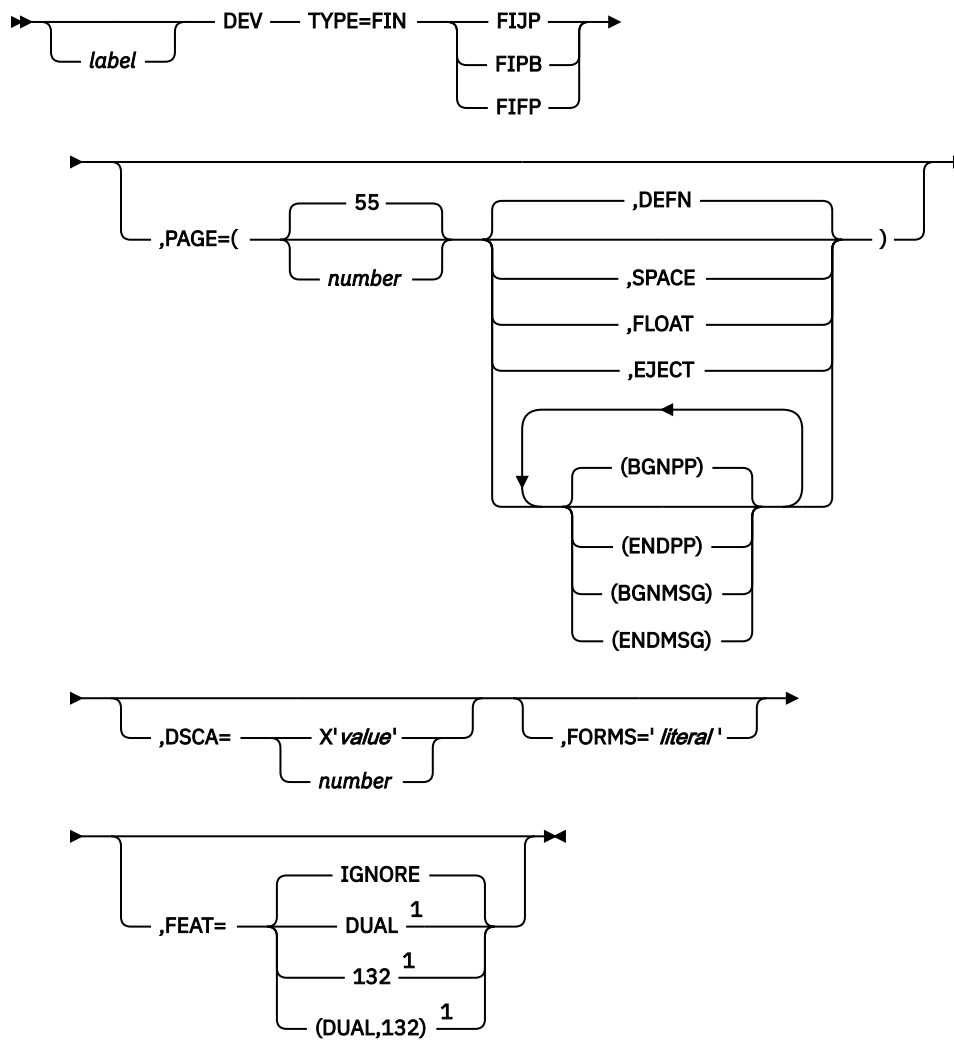 DEV TYPE=FIN FIJP
label
FIPB
FIFP
55
,DEFN
,PAGE=( )
number
,SPACE
,FLOAT
,EJECT
(BGNPP)
(ENDPP)
(BGNMSG)
(ENDMSG)
,DSCA= X'value' ,FORMS=' literal '
number
IGNORE
,FEAT= DUAL 1
132 1
(DUAL,132) 1